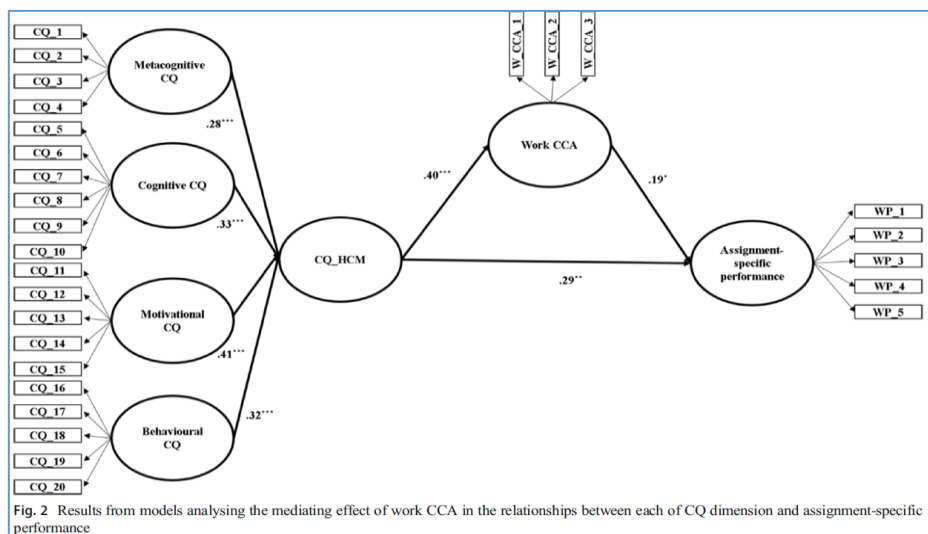 CQ_1
CQ_2
CQ_3
CQ_4
CQ_5
CQ_6
CQ_7
CQ_8
CQ_9
CQ_10
CQ_11
CQ_12
CQ_13
CQ_14
CQ_15
CQ_16
CQ_17
CQ_18
CQ_19
CQ_20
Metacognitive
CQ
Cognitive CQ
Motivational
CQ
Behavioural
CQ
.28***
.33***
.41***
.32***
CQ_HCM
.40***
W_CCA_1
W_CCA_2
W_CCA_3
Work CCA
.19*
.29**
Assignment-
specific
performance
WP_1
WP_2
WP_3
WP_4
WP_5
Fig. 2 Results from models analysing the mediating effect of work CCA in the relationships between each of CQ dimension and assignment-specific
performance